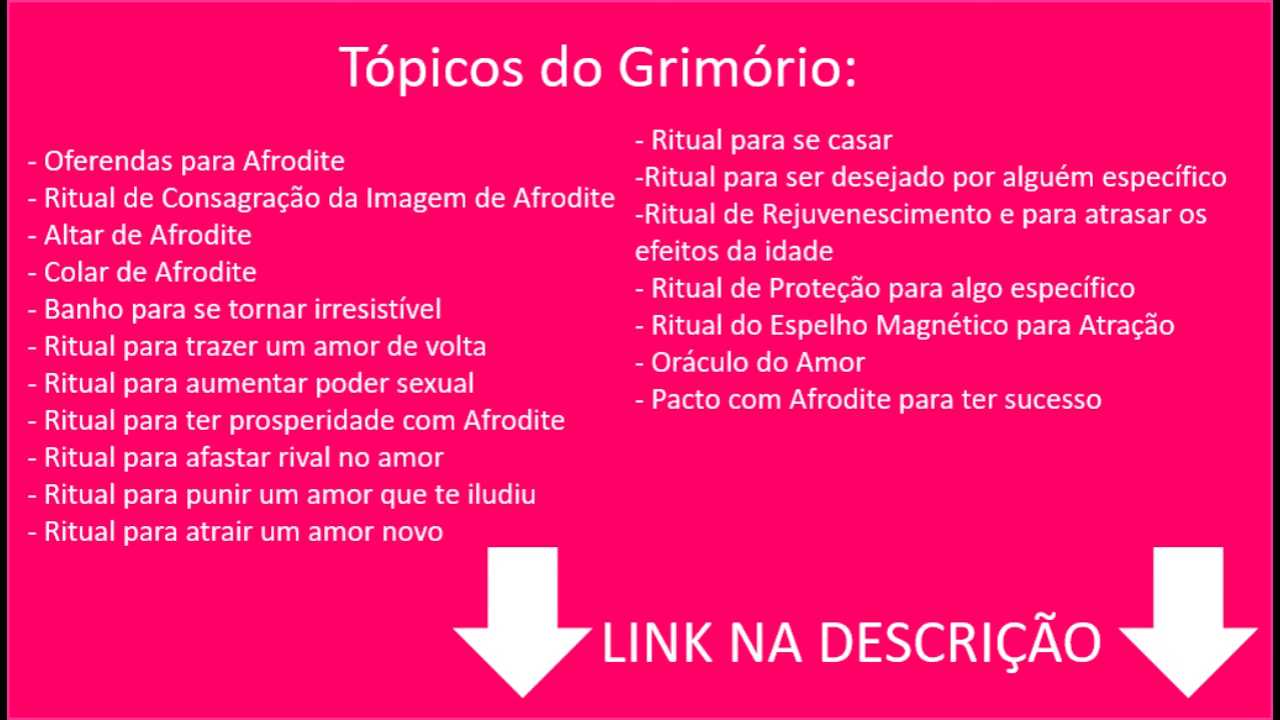 Tópicos do Grimório:
- Oferendas para Afrodite
- Ritual de Consagração da Imagem de Afrodite
- Altar de Afrodite
- Colar de Afrodite
- Banho para se tornar irresistível
- Ritual para trazer um amor de volta
- Ritual para aumentar poder sexual
- Ritual para ter prosperidade com Afrodite
- Ritual para afastar rival no amor
- Ritual para punir um amor que te iludiu
- Ritual para atrair um amor novo
- Ritual para se casar
-Ritual para ser desejado por alguém específico
-Ritual de Rejuvenescimento e para atrasar os
efeitos da idade
- Ritual de Proteção para algo específico
- Ritual do Espelho Magnético para Atração
- Oráculo do Amor
- Pacto com Afrodite para ter sucesso
LINK NA DESCRIÇÃO